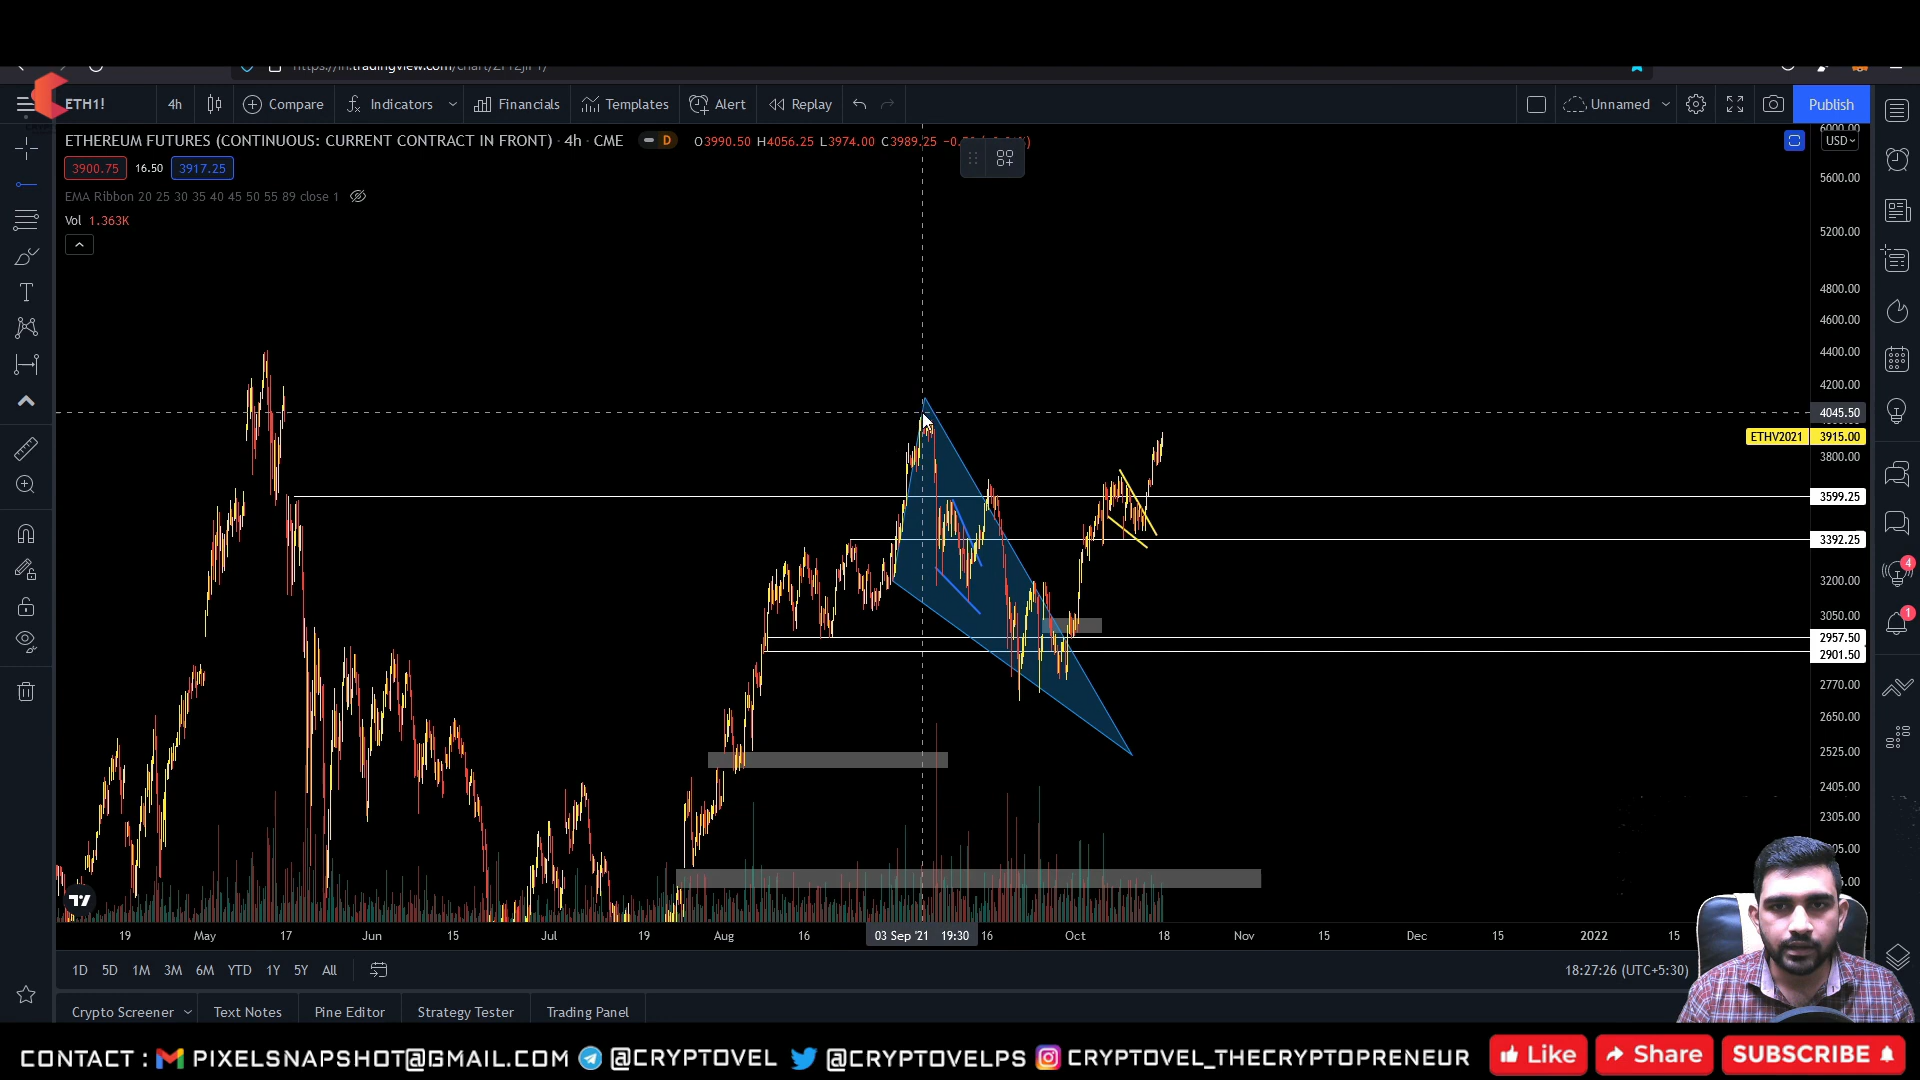 https://in.tradingview.com/chart/
ETH1!
4h
Compare
Indicators
Financials
Templates
Alert
Replay
Unnamed
Publish
ETHEREUM FUTURES (CONTINUOUS: CURRENT CONTRACT IN FRONT) · 4h · CME
D
O3990.50 H4056.25 L3974.00 C3989.25
3900.75
16.50
3917.25
EMA Ribbon 20 25 30 35 40 45 50 55 89 close 1
Vol 1.363K
6000.00
USD
5600.00
5200.00
4800.00
4600.00
4400.00
4200.00
4045.50
ETHV2021 3915.00
3800.00
3599.25
3392.25
3200.00
3050.00
2957.50
2901.50
2770.00
2650.00
2525.00
2405.00
2305.00
4
1
19
May
17
Jun
15
Jul
19
Aug
16
03 Sep '21 19:30
16
Oct
18
Nov
15
Dec
15
2022
15
1D 5D 1M 3M 6M YTD 1Y 5Y All
18:27:26 (UTC+5:30)
Crypto Screener
Text Notes
Pine Editor
Strategy Tester
Trading Panel
CONTACT : PIXELSNAPSHOT@GMAIL.COM @CRYPTOVEL @CRYPTOVELPS CRYPTOVEL_THECRYPTOPRENEUR
Like
Share
SUBSCRIBE